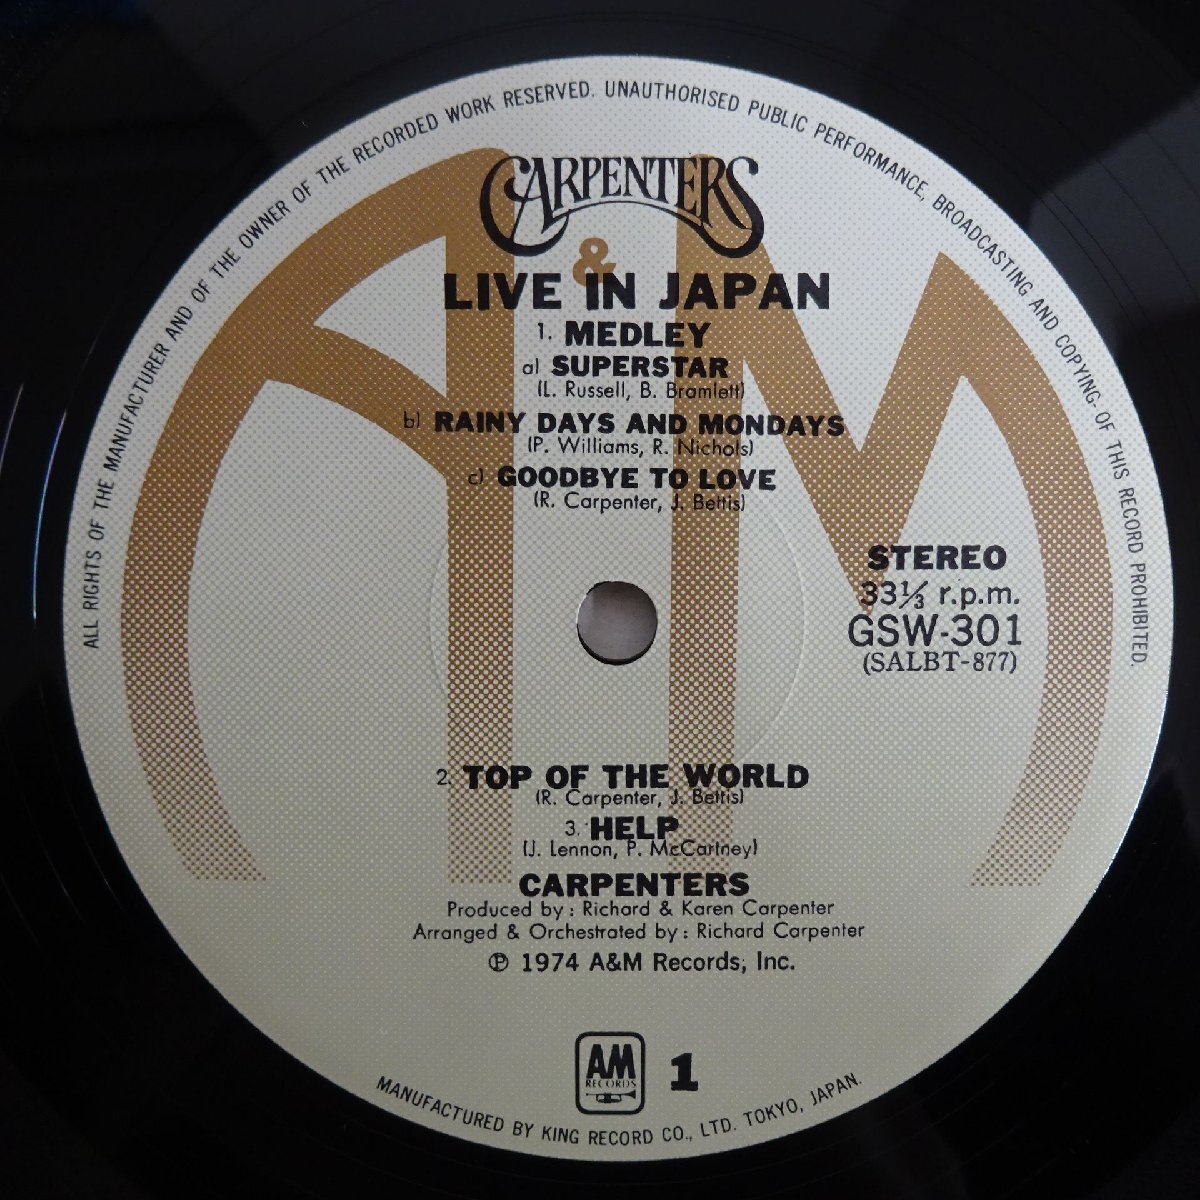 ALL RIGHTS OF THE MANUFACTURER AND OF THE OWNER OF THE RECORDED WORK RESERVED. UNAUTHORISED PUBLIC PERFORMANCE, BROADCASTING AND COPYING OF THIS RECORD PROHIBITED.
CARPENTERS
&
LIVE IN JAPAN
1. MEDLEY
a) SUPERSTAR
(L. Russell, B. Bramlett)
b) RAINY DAYS AND MONDAYS
(P. Williams, R. Nichols)
c) GOODBYE TO LOVE
(R. Carpenter, J. Bettis)
STEREO
33⅓ r.p.m.
GSW-301
(SALBT-877)
2. TOP OF THE WORLD
(R. Carpenter, J. Bettis)
3. HELP
(J. Lennon, P. McCartney)
CARPENTERS
Produced by: Richard & Karen Carpenter
Arranged & Orchestrated by: Richard Carpenter
℗ 1974 A&M Records, Inc.
AM
RECORDS
1
MANUFACTURED BY KING RECORD CO., LTD. TOKYO, JAPAN.